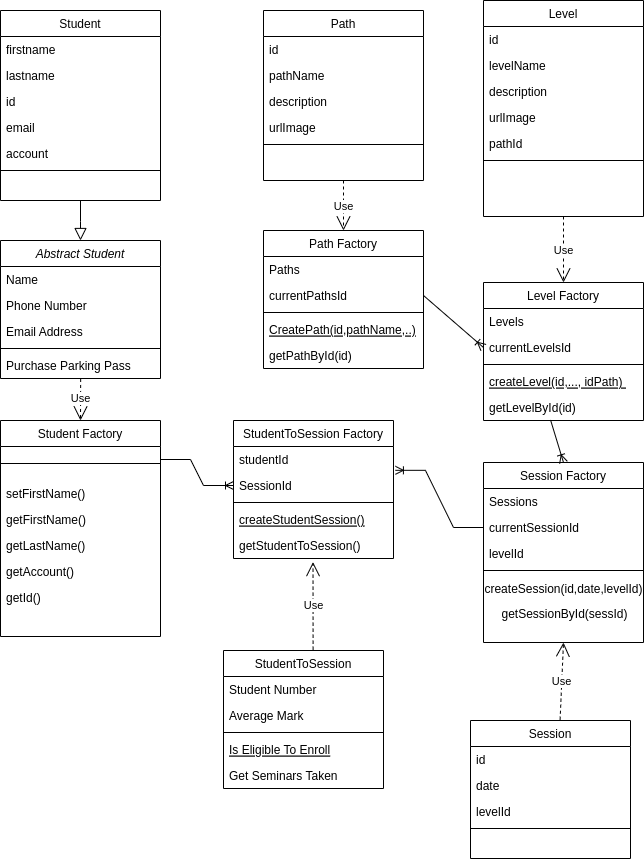 Student
firstname
lastname
id
email
account
Path
id
pathName
description
urlImage
Level
id
levelName
description
urlImage
pathId
Use
Use
Abstract Student
Name
Phone Number
Email Address
Purchase Parking Pass
Path Factory
Paths
currentPathsId
CreatePath(id,pathName,..)
getPathById(id)
Level Factory
Levels
currentLevelsId
createLevel(id,..., idPath)
getLevelById(id)
Use
Student Factory
setFirstName()
getFirstName()
getLastName()
getAccount()
getId()
StudentToSession Factory
studentId
SessionId
createStudentSession()
getStudentToSession()
Session Factory
Sessions
currentSessionId
levelId
createSession(id,date,levelId)
getSessionById(sessId)
Use
Use
StudentToSession
Student Number
Average Mark
Is Eligible To Enroll
Get Seminars Taken
Session
id
date
levelId